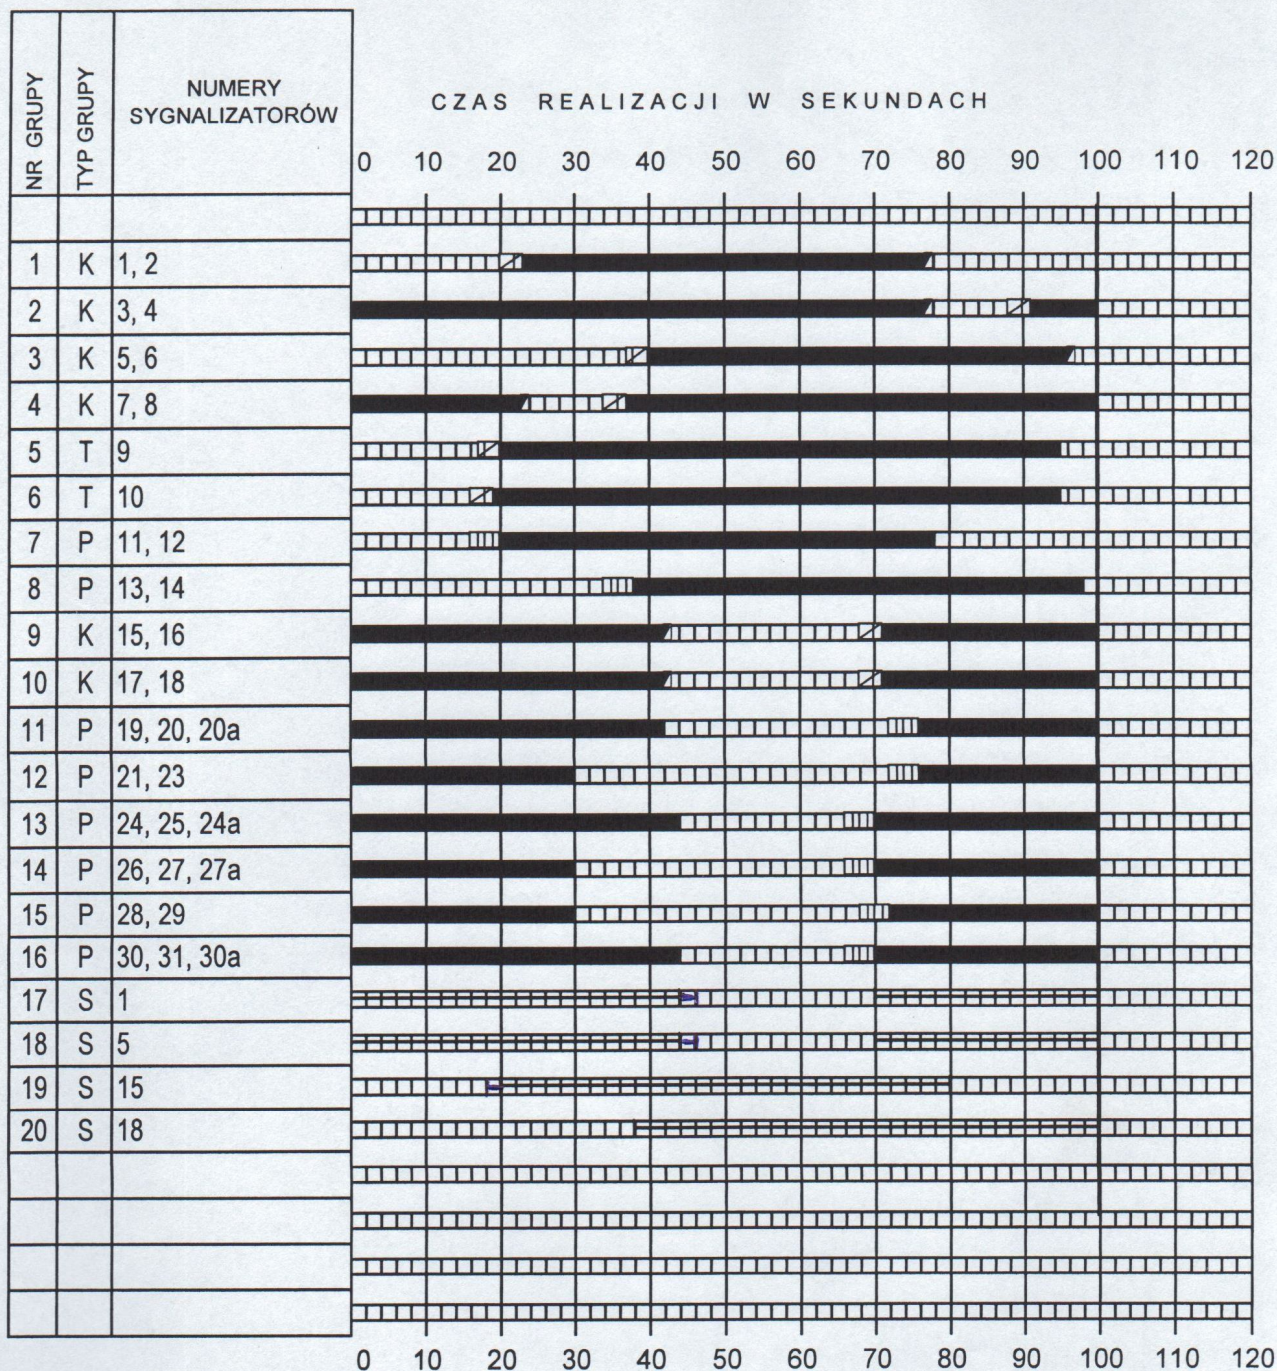 NR GRUPY
TYP GRUPY
NUMERY
SYGNALIZATORÓW
CZAS REALIZACJI W SEKUNDACH
0 10 20 30 40 50 60 70 80 90 100 110 120
1 K 1, 2
2 K 3, 4
3 K 5, 6
4 K 7, 8
5 T 9
6 T 10
7 P 11, 12
8 P 13, 14
9 K 15, 16
10 K 17, 18
11 P 19, 20, 20a
12 P 21, 23
13 P 24, 25, 24a
14 P 26, 27, 27a
15 P 28, 29
16 P 30, 31, 30a
17 S 1
18 S 5
19 S 15
20 S 18
0 10 20 30 40 50 60 70 80 90 100 110 120